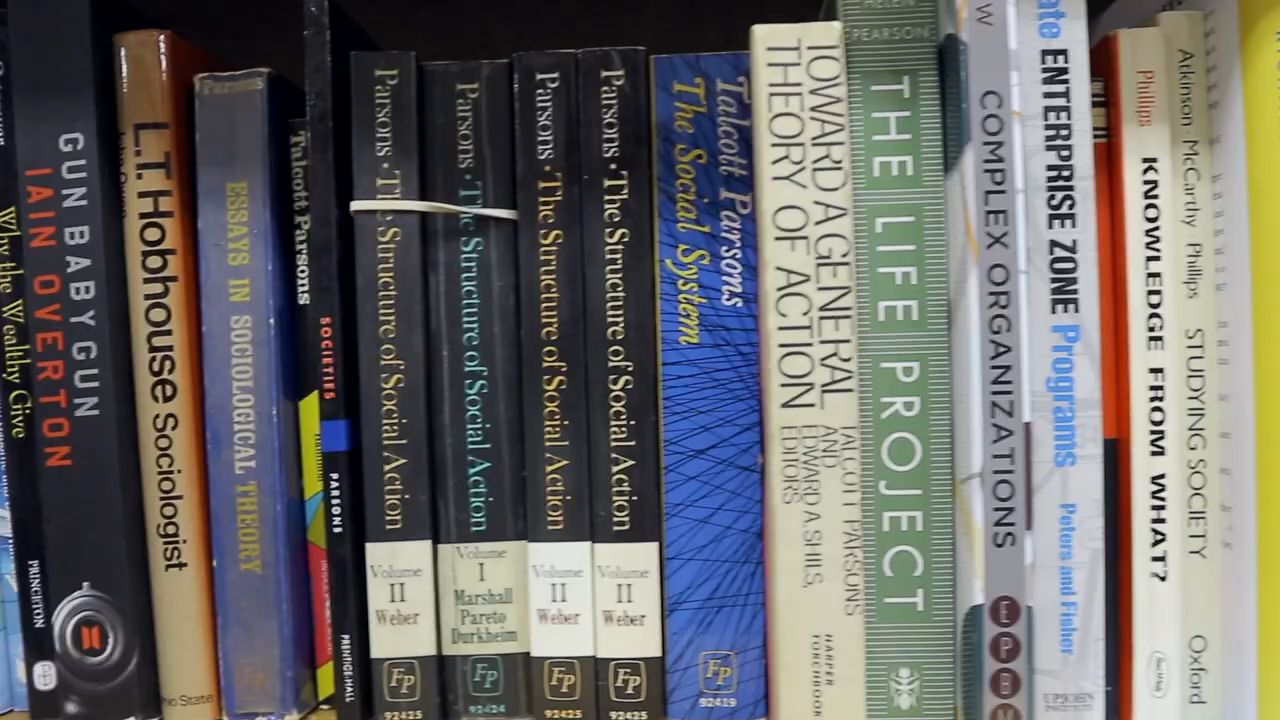 Why the Wealthy Give
GUN BABY GUN
IAIN OVERTON
PRINCETON
L.T. Hobhouse Sociologist
John Owen
Ohio State
Parsons
ESSAYS IN SOCIOLOGICAL THEORY
Talcott Parsons
SOCIETIES
PARSONS
PRENTICE-HALL
Parsons · The Structure of Social Action
Volume
II
Weber
FP
92425
Parsons · The Structure of Social Action
Volume
I
Marshall
Pareto
Durkheim
FP
92424
Parsons · The Structure of Social Action
Volume
II
Weber
FP
92425
Parsons · The Structure of Social Action
Volume
II
Weber
FP
92425
Talcott Parsons
The Social System
FP
92419
TOWARD A GENERAL
THEORY OF ACTION
TALCOTT PARSONS
AND
EDWARD A. SHILS
EDITORS
HARPER
TORCHBOOK
HELEN
PEARSON
THE LIFE PROJECT
W
COMPLEX ORGANIZATIONS
ate ENTERPRISE ZONE Programs
Peters and Fisher
UPJOHN
INSTITUTE
Phillips
KNOWLEDGE FROM WHAT?
Atkinson McCarthy Phillips
STUDYING SOCIETY
Oxford